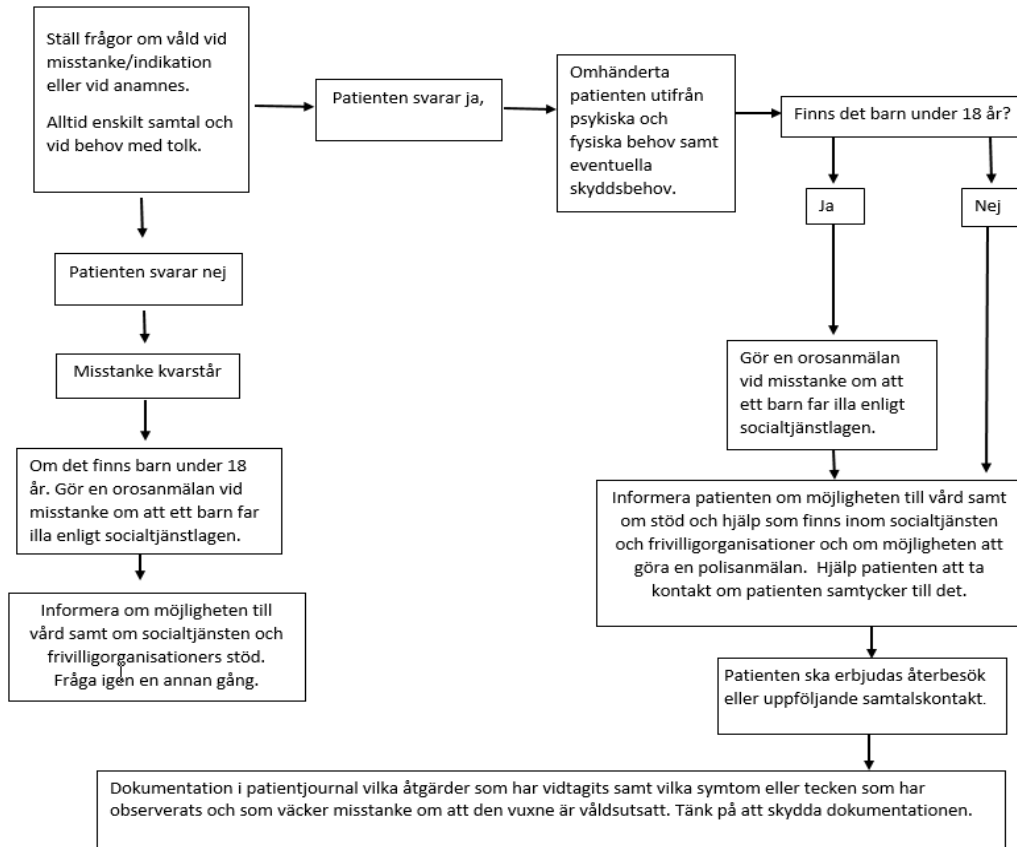 Ställ frågor om våld vid
misstanke/indikation
eller vid anamnes.
Alltid enskilt samtal och
vid behov med tolk.
Patienten svarar ja,
Omhänderta
patienten utifrån
psykiska och
fysiska behov samt
eventuella
skyddsbehov.
Finns det barn under 18 år?
Ja
Nej
Patienten svarar nej
Misstanke kvarstår
Om det finns barn under 18
år. Gör en orosanmälan vid
misstanke om att ett barn far
illa enligt socialtjänstlagen.
Informera om möjligheten till
vård samt om socialtjänsten och
frivilligorganisationers stöd.
Fråga igen en annan gång.
Gör en orosanmälan
vid misstanke om att
ett barn far illa enligt
socialtjänstlagen.
Informera patienten om möjligheten till vård samt
om stöd och hjälp som finns inom socialtjänsten
och frivilligorganisationer och om möjligheten att
göra en polisanmälan. Hjälp patienten att ta
kontakt om patienten samtycker till det.
Patienten ska erbjudas återbesök
eller uppföljande samtalskontakt.
Dokumentation i patientjournal vilka åtgärder som har vidtagits samt vilka symtom eller tecken som har
observerats och som väcker misstanke om att den vuxne är våldsutsatt. Tänk på att skydda dokumentationen.